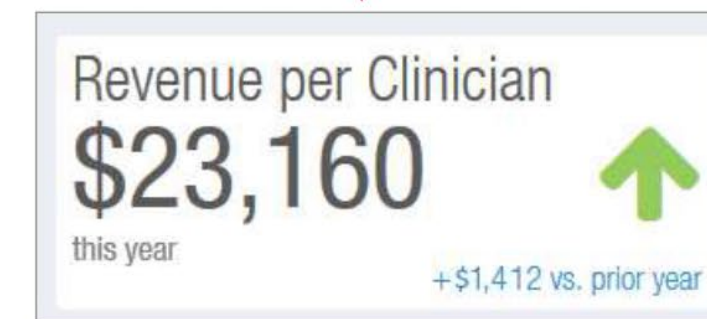 Revenue per Clinician
$23,160
this year
+$1,412 vs. prior year